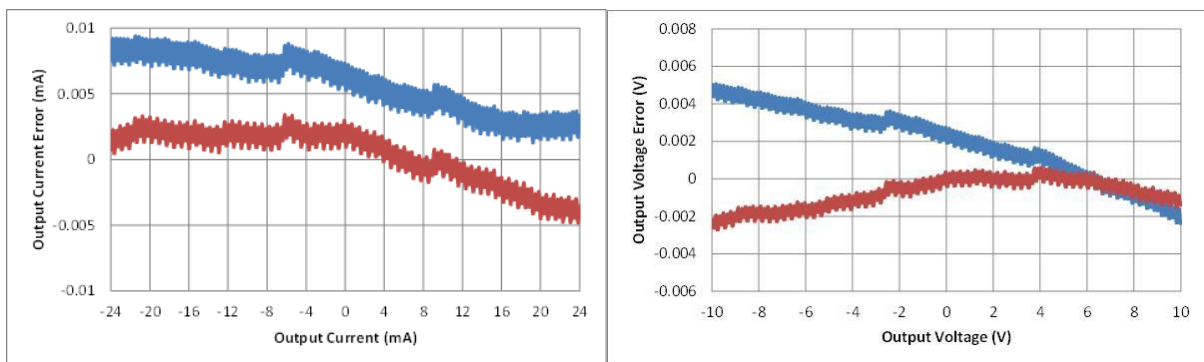 0.01
0.005
0
-0.005
-0.01
-24 -20 -16 -12 -8 -4 0 4 8 12 16 20 24
Output Current Error (mA)
Output Current (mA)
0.008
0.006
0.004
0.002
0
-0.002
-0.004
-0.006
-10 -8 -6 -4 -2 0 2 4 6 8 10
Output Voltage Error (V)
Output Voltage (V)